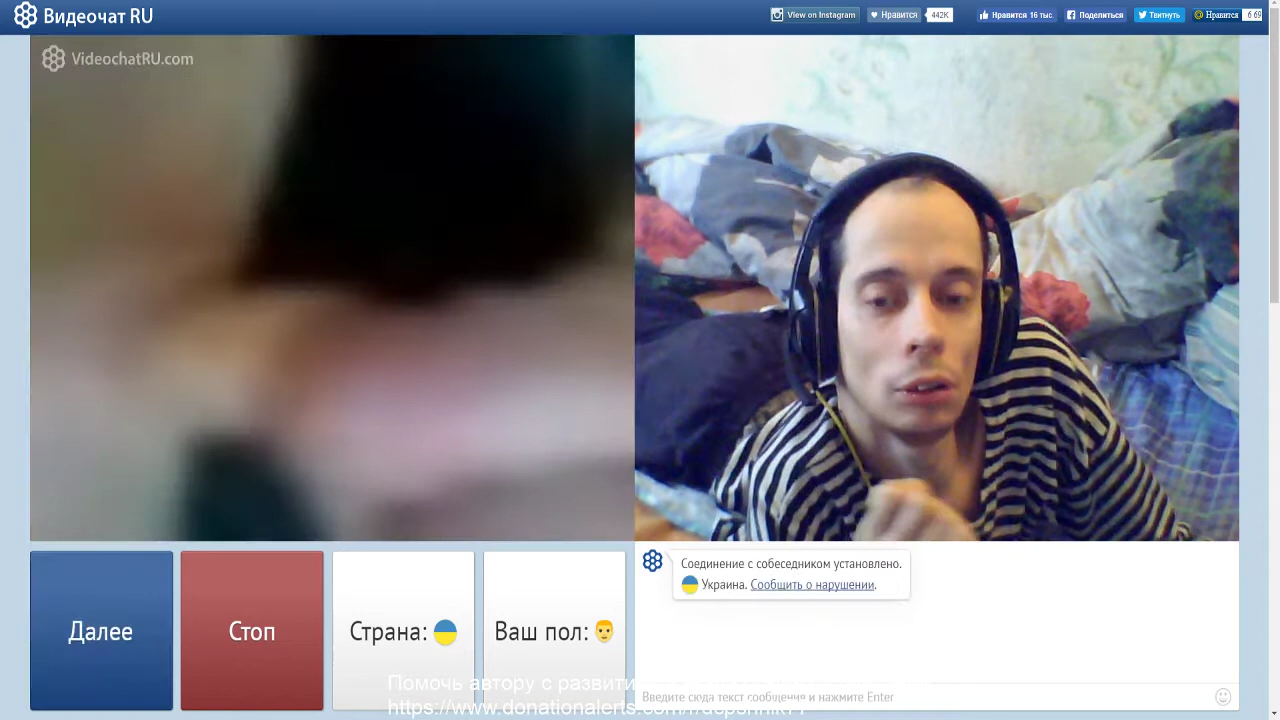 Видеочат RU
View on Instagram
Нравится
442K
Нравится 16 тыс.
Поделиться
Твитнуть
Нравится
6 69
VideochatRU.com
Соединение с собеседником установлено.
Украина. Сообщить о нарушении.
Далее
Стоп
Страна:
Ваш пол:
Помочь автору с развити
Введите сюда текст сообщения и нажмите Enter
https://www.donationalerts.com/r/